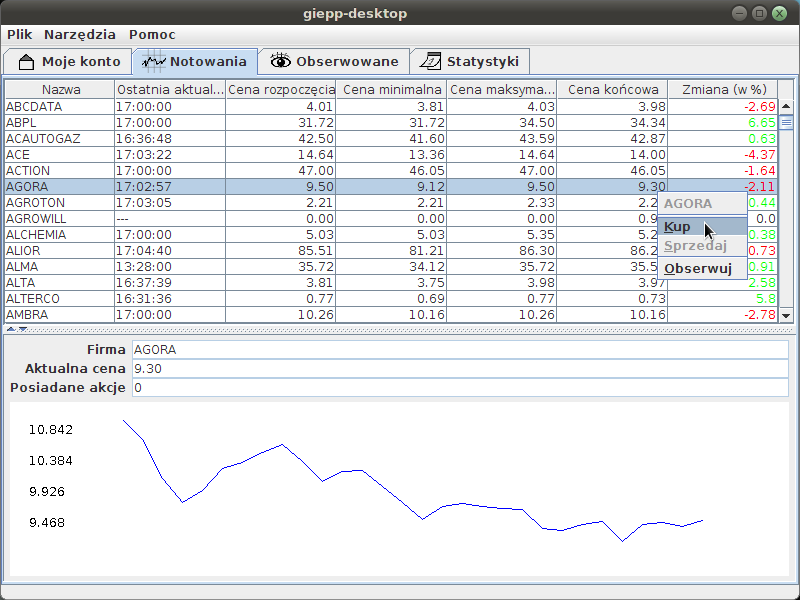 giepp-desktop
Plik Narzędzia Pomoc
Moje konto Notowania Obserwowane Statystyki
Nazwa Ostatnia aktual... Cena rozpoczęcia Cena minimalna Cena maksyma... Cena końcowa Zmiana (w %)
ABCDATA 17:00:00 4.01 3.81 4.03 3.98 -2.69
ABPL 17:00:00 31.72 31.72 34.50 34.34 6.65
ACAUTOGAZ 16:36:48 42.50 41.60 43.59 42.87 0.63
ACE 17:03:22 14.64 13.36 14.64 14.00 -4.37
ACTION 17:00:00 47.00 46.05 47.00 46.05 -1.64
AGORA 17:02:57 9.50 9.12 9.50 9.30 -2.11
AGROTON 17:03:05 2.21 2.21 2.33 2.2 0.44
AGROWILL --- 0.00 0.00 0.00 0.9 0.0
ALCHEMIA 17:00:00 5.03 5.03 5.35 5.2 0.38
ALIOR 17:04:40 85.51 81.21 86.30 86.2 0.73
ALMA 13:28:00 35.72 34.12 35.72 35.5 0.91
ALTA 16:37:39 3.81 3.75 3.98 3.97 2.58
ALTERCO 16:31:36 0.77 0.69 0.77 0.73 5.8
AMBRA 17:00:00 10.26 10.16 10.26 10.16 -2.78
AGORA
Kup
Sprzedaj
Obserwuj
Firma AGORA
Aktualna cena 9.30
Posiadane akcje 0
10.842
10.384
9.926
9.468